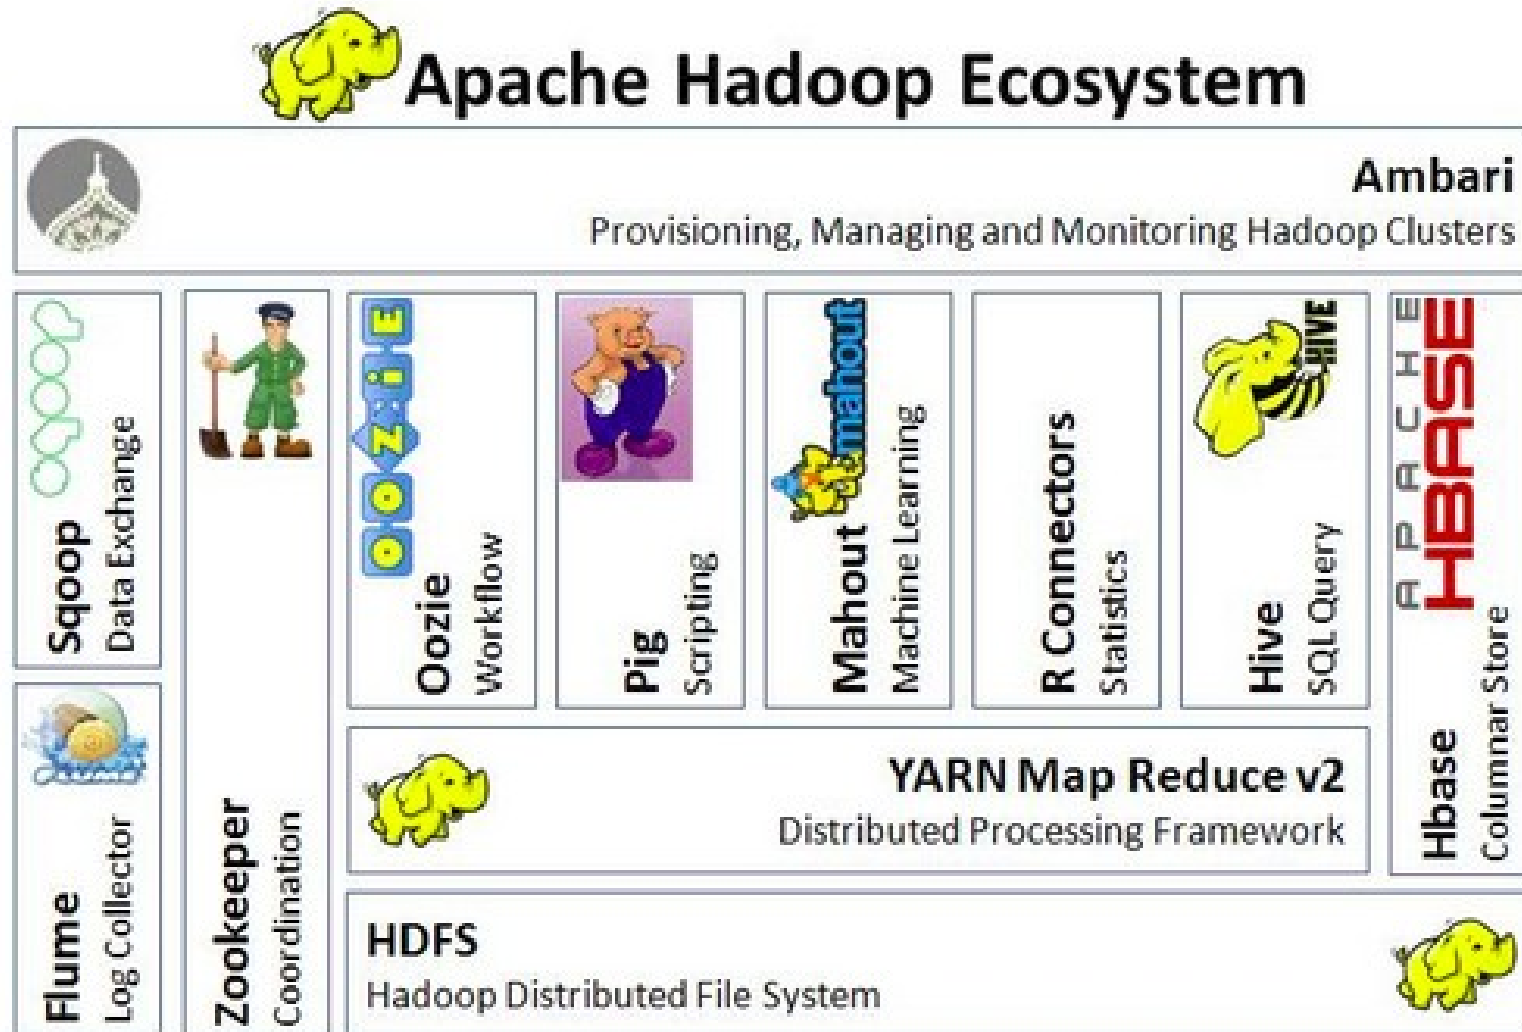 Apache Hadoop Ecosystem
Ambari
Provisioning, Managing and Monitoring Hadoop Clusters
sqoop
Sqoop
Data Exchange
Flume
Log Collector
Zookeeper
Coordination
OOZiE
Oozie
Workflow
Pig
Scripting
mahout
Mahout
Machine Learning
R Connectors
Statistics
HIVE
Hive
SQL Query
APACHE
HBASE
Hbase
Columnar Store
YARN Map Reduce v2
Distributed Processing Framework
HDFS
Hadoop Distributed File System